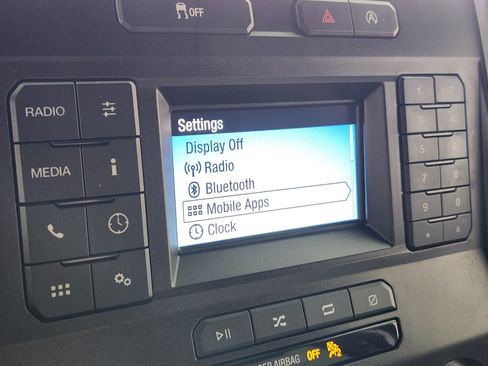 OFF
A
RADIO
MEDIA
i
Settings
Display Off
Radio
Bluetooth
Mobile Apps
Clock
1 2
3 4
5 6
7 8
9 0
* #
AIRBAG OFF 2